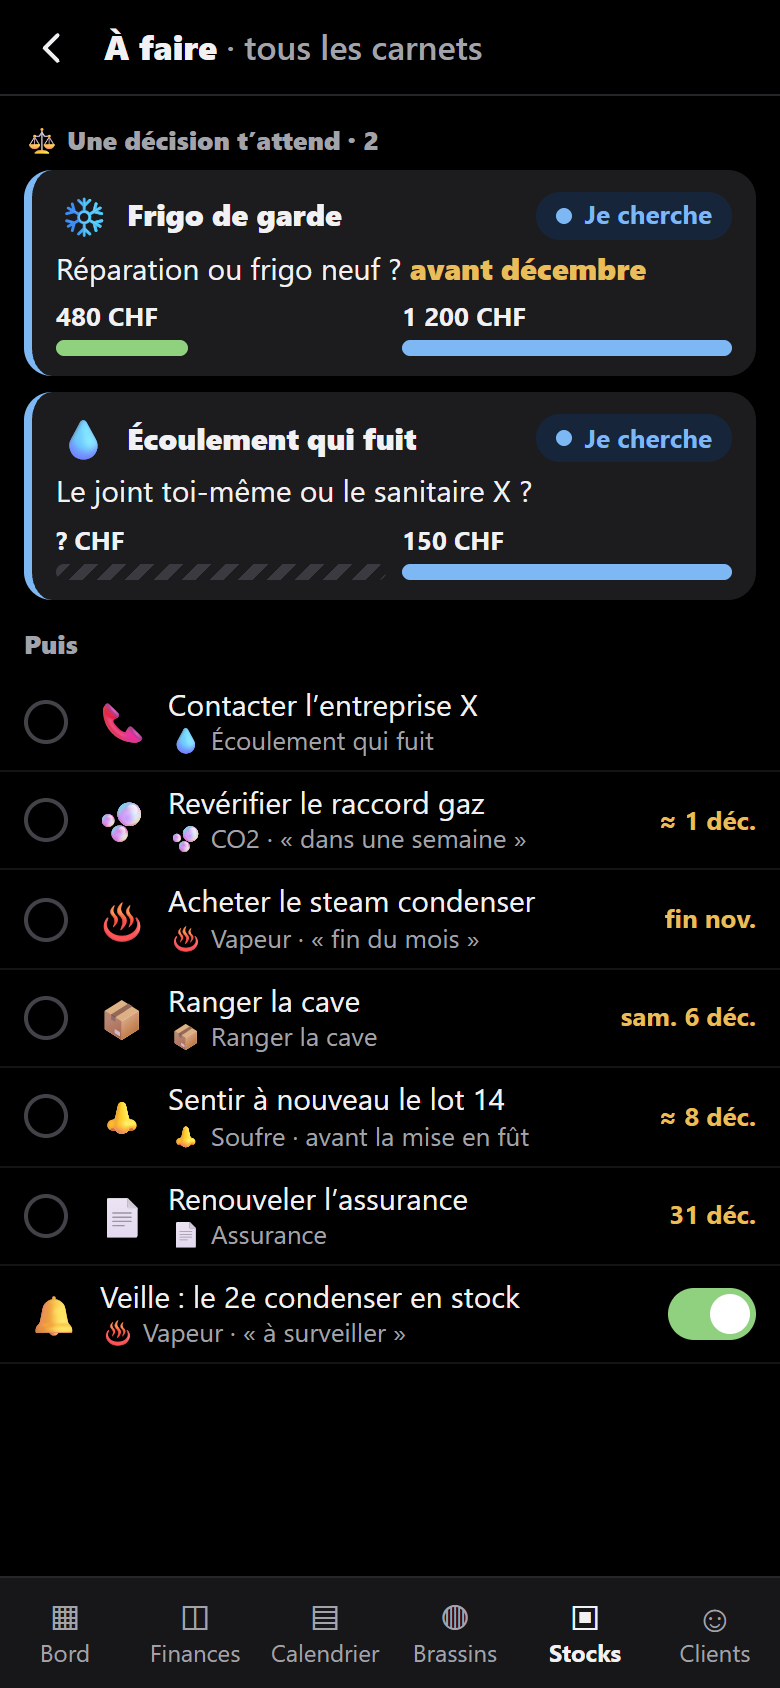 À faire · tous les carnets
Une décision t’attend · 2
Frigo de garde
Je cherche
Réparation ou frigo neuf ? avant décembre
480 CHF
1 200 CHF
Écoulement qui fuit
Je cherche
Le joint toi-même ou le sanitaire X ?
? CHF
150 CHF
Puis
Contacter l’entreprise X
Écoulement qui fuit
Revérifier le raccord gaz
CO2 · « dans une semaine »
≈ 1 déc.
Acheter le steam condenser
Vapeur · « fin du mois »
fin nov.
Ranger la cave
Ranger la cave
sam. 6 déc.
Sentir à nouveau le lot 14
Soufre · avant la mise en fût
≈ 8 déc.
Renouveler l’assurance
Assurance
31 déc.
Veille : le 2e condenser en stock
Vapeur · « à surveiller »
Bord
Finances
Calendrier
Brassins
Stocks
Clients